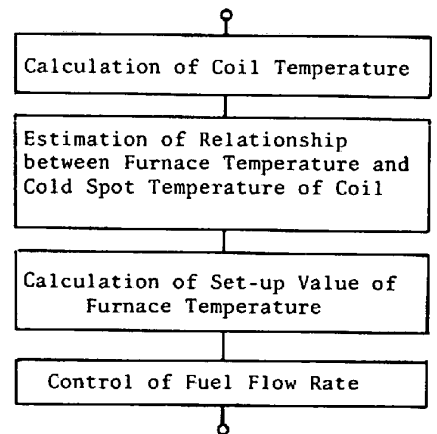 Calculation of Coil Temperature
Estimation of Relationship
between Furnace Temperature and
Cold Spot Temperature of Coil
Calculation of Set-up Value of
Furnace Temperature
Control of Fuel Flow Rate